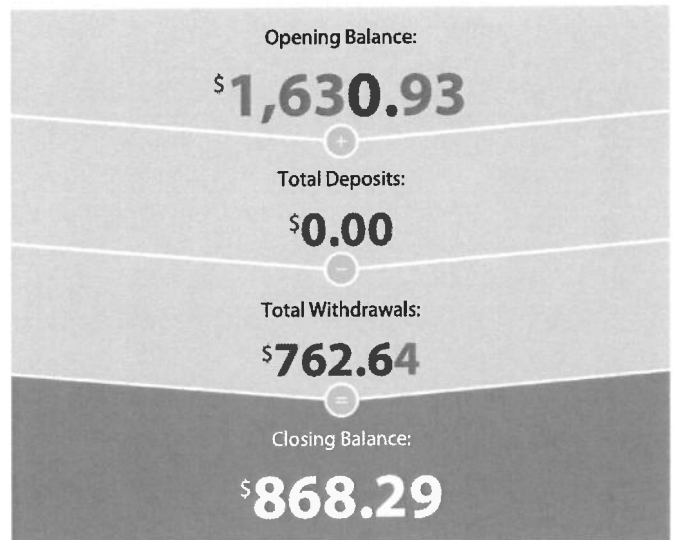 Opening Balance:
$1,630.93
+
Total Deposits:
$0.00
−
Total Withdrawals:
$762.64
=
Closing Balance:
$868.29